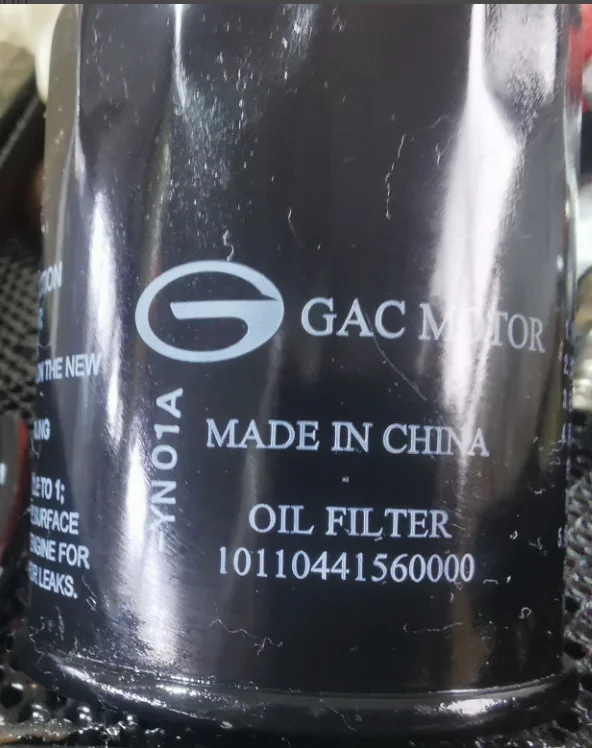 GAC MOTOR
MADE IN CHINA
OIL FILTER
10110441560000
YN01A
THE NEW
TO 1;
SURFACE
ENGINE FOR
LEAKS.